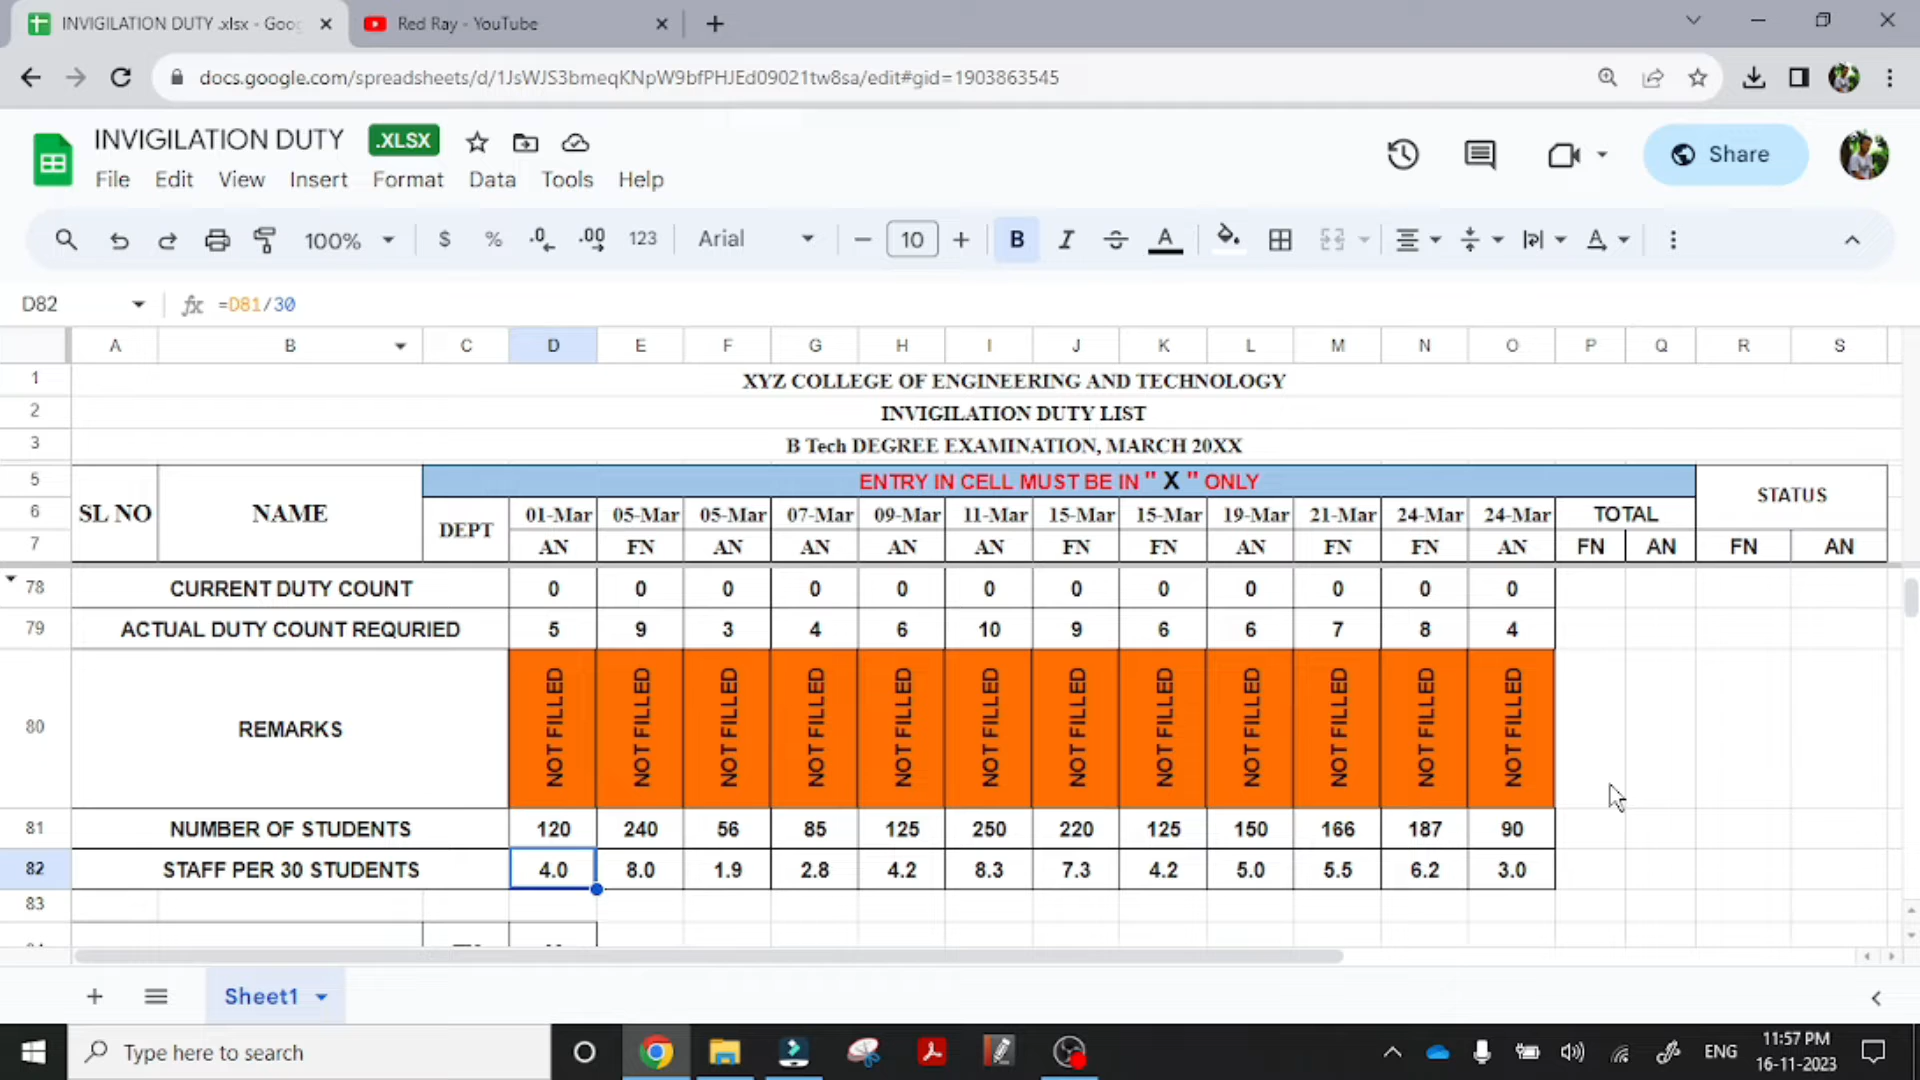 INVIGILATION DUTY .xlsx - Goo
Red Ray - YouTube
docs.google.com/spreadsheets/d/1JsWJS3bmeqKNpW9bfPHJEd09021tw8sa/edit#gid=1903863545
INVIGILATION DUTY .XLSX
File Edit View Insert Format Data Tools Help
Share
100% $ % .0 .00 123 Arial 10 B I A
D82 fx =D81/30
A B C D E F G H I J K L M N O P Q R S
1 XYZ COLLEGE OF ENGINEERING AND TECHNOLOGY
2 INVIGILATION DUTY LIST
3 B Tech DEGREE EXAMINATION, MARCH 20XX
5 ENTRY IN CELL MUST BE IN " X " ONLY
STATUS
6 SL NO NAME DEPT 01-Mar 05-Mar 05-Mar 07-Mar 09-Mar 11-Mar 15-Mar 15-Mar 19-Mar 21-Mar 24-Mar 24-Mar TOTAL
7 AN FN AN AN AN AN FN FN AN FN FN AN FN AN FN AN
78 CURRENT DUTY COUNT 0 0 0 0 0 0 0 0 0 0 0 0
79 ACTUAL DUTY COUNT REQURIED 5 9 3 4 6 10 9 6 6 7 8 4
80 REMARKS NOT FILLED NOT FILLED NOT FILLED NOT FILLED NOT FILLED NOT FILLED NOT FILLED NOT FILLED NOT FILLED NOT FILLED NOT FILLED NOT FILLED
81 NUMBER OF STUDENTS 120 240 56 85 125 250 220 125 150 166 187 90
82 STAFF PER 30 STUDENTS 4.0 8.0 1.9 2.8 4.2 8.3 7.3 4.2 5.0 5.5 6.2 3.0
83
Sheet1
Type here to search
ENG
11:57 PM
16-11-2023